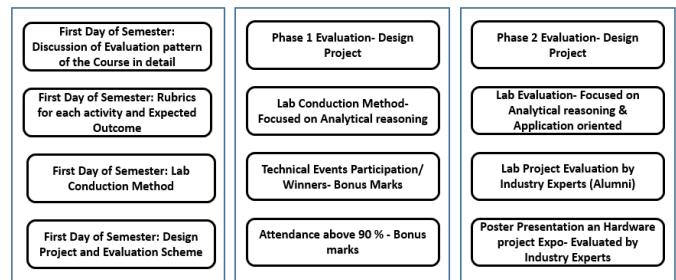 First Day of Semester:
Discussion of Evaluation pattern
of the Course in detail
First Day of Semester: Rubrics
for each activity and Expected
Outcome
First Day of Semester: Lab
Conduction Method
First Day of Semester: Design
Project and Evaluation Scheme
Phase 1 Evaluation- Design
Project
Lab Conduction Method-
Focused on Analytical reasoning
Technical Events Participation/
Winners- Bonus Marks
Attendance above 90 % - Bonus
marks
Phase 2 Evaluation- Design
Project
Lab Evaluation- Focused on
Analytical reasoning &
Application oriented
Lab Project Evaluation by
Industry Experts (Alumni)
Poster Presentation an Hardware
project Expo- Evaluated by
Industry Experts